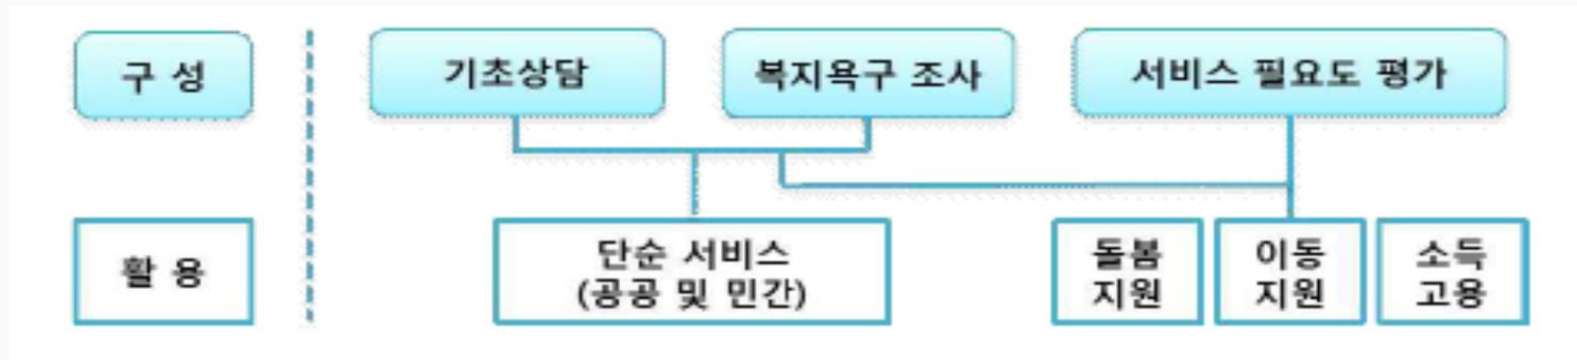 구 성
기초상담
복지욕구 조사
서비스 필요도 평가
활 용
단순 서비스
(공공 및 민간)
돌봄
지원
이동
지원
소득
고용